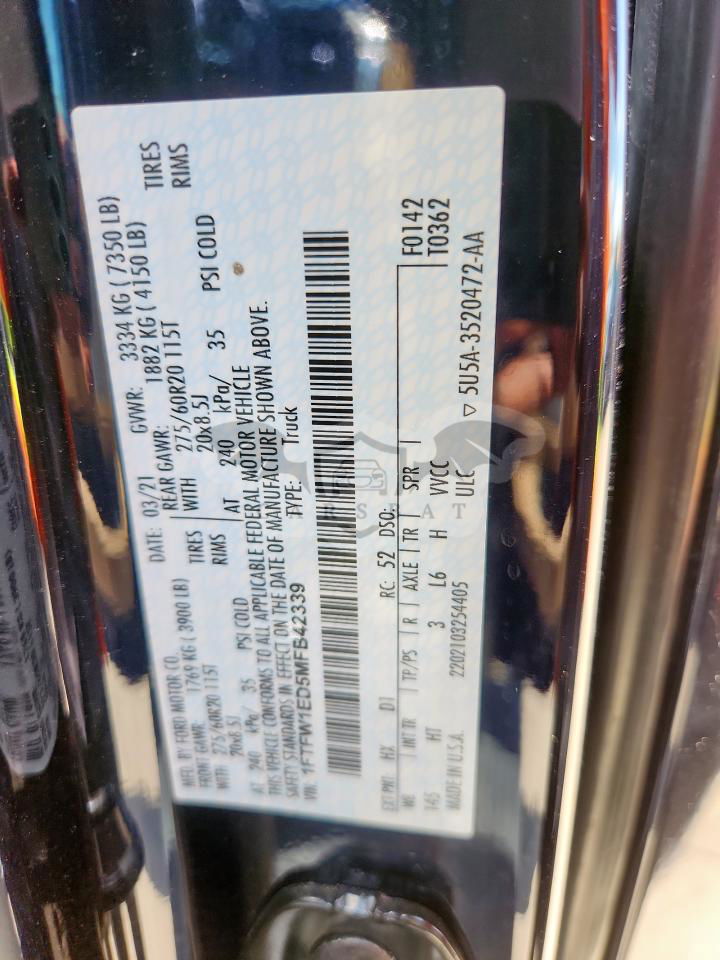 MFD. BY FORD MOTOR CO.
DATE: 03/21 GVWR: 3334 KG ( 7350 LB)
FRONT GAWR: 1769 KG ( 3900 LB) REAR GAWR: 1882 KG ( 4150 LB)
WITH 275/60R20 115T TIRES WITH 275/60R20 115T TIRES
20x8.5J RIMS 20x8.5J RIMS
AT 240 kPa/ 35 PSI COLD AT 240 kPa/ 35 PSI COLD
THIS VEHICLE CONFORMS TO ALL APPLICABLE FEDERAL MOTOR VEHICLE
SAFETY STANDARDS IN EFFECT ON THE DATE OF MANUFACTURE SHOWN ABOVE.
VIN: 1FTFW1ED5MFB42339 TYPE: Truck
EXT PNT: HX D1 RC: 52 DSO:
WB INT TR TP/PS R AXLE TR SPR F0142
145 HT 3 L6 H WCC T0362
MADE IN U.S.A. 2202103254405 UILC ▽ 5U5A-3520472-AA